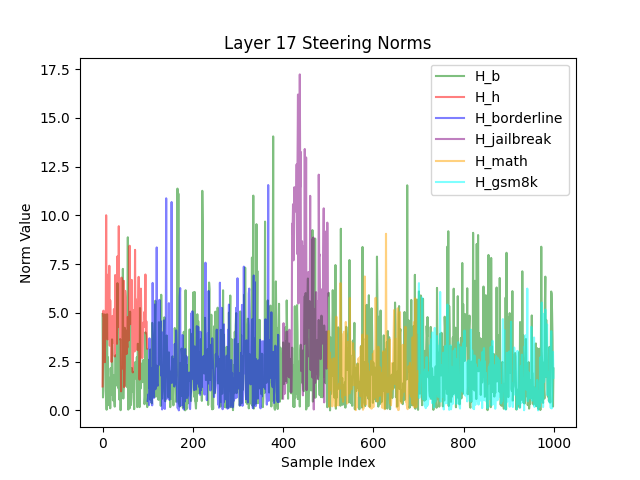 Layer 17 Steering Norms
17.5
15.0
12.5
10.0
7.5
5.0
2.5
0.0
Norm Value
H_b
H_h
H_borderline
H_jailbreak
H_math
H_gsm8k
0
200
400
600
800
1000
Sample Index